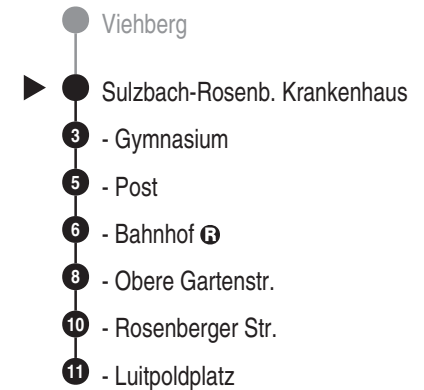 Viehberg
Sulzbach-Rosenb. Krankenhaus
3 - Gymnasium
5 - Post
6 - Bahnhof R
8 - Obere Gartenstr.
10 - Rosenberger Str.
11 - Luitpoldplatz